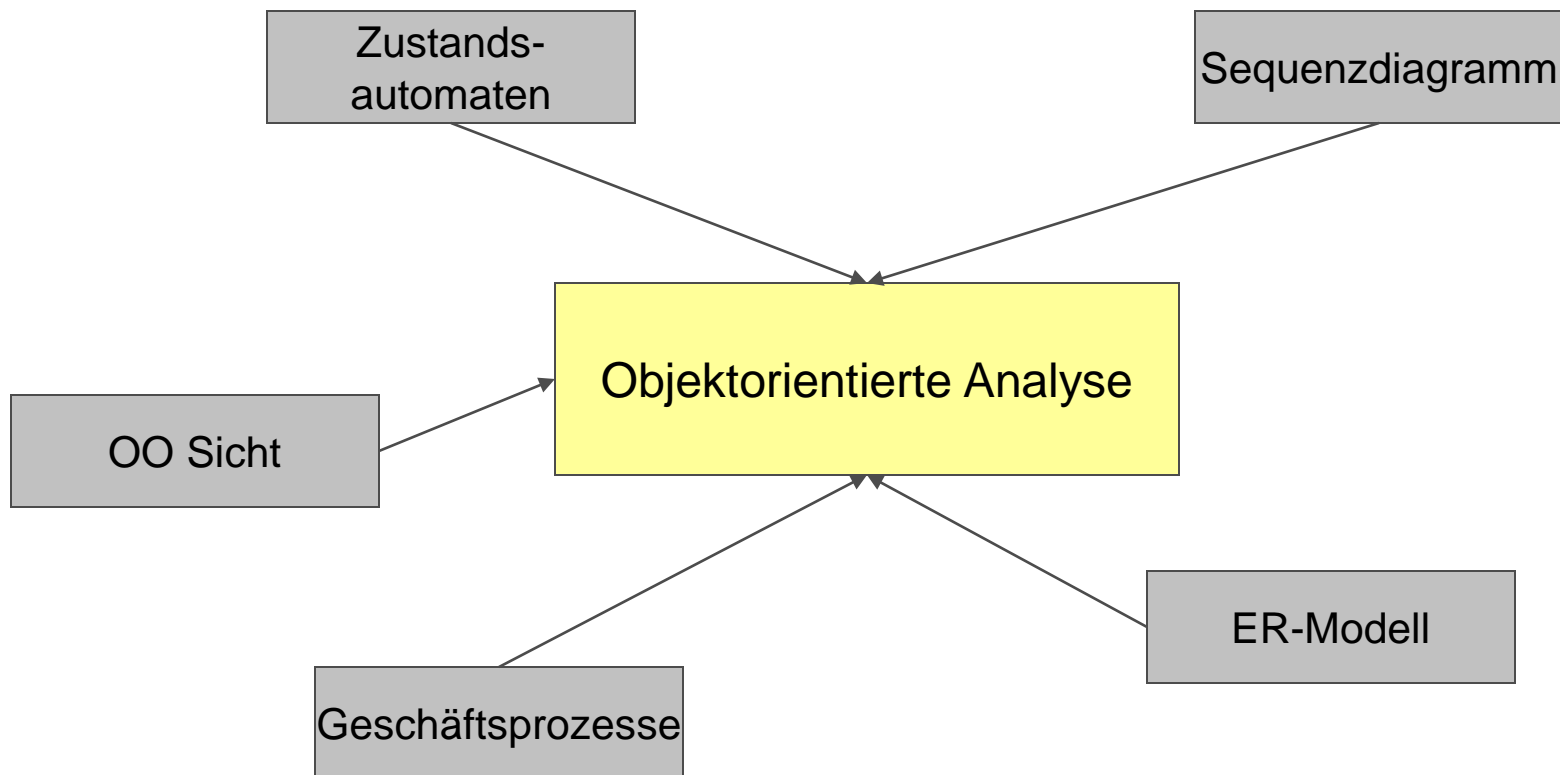 Zustands-
automaten
Sequenzdiagramm
Objektorientierte Analyse
OO Sicht
ER-Modell
Geschäftsprozesse